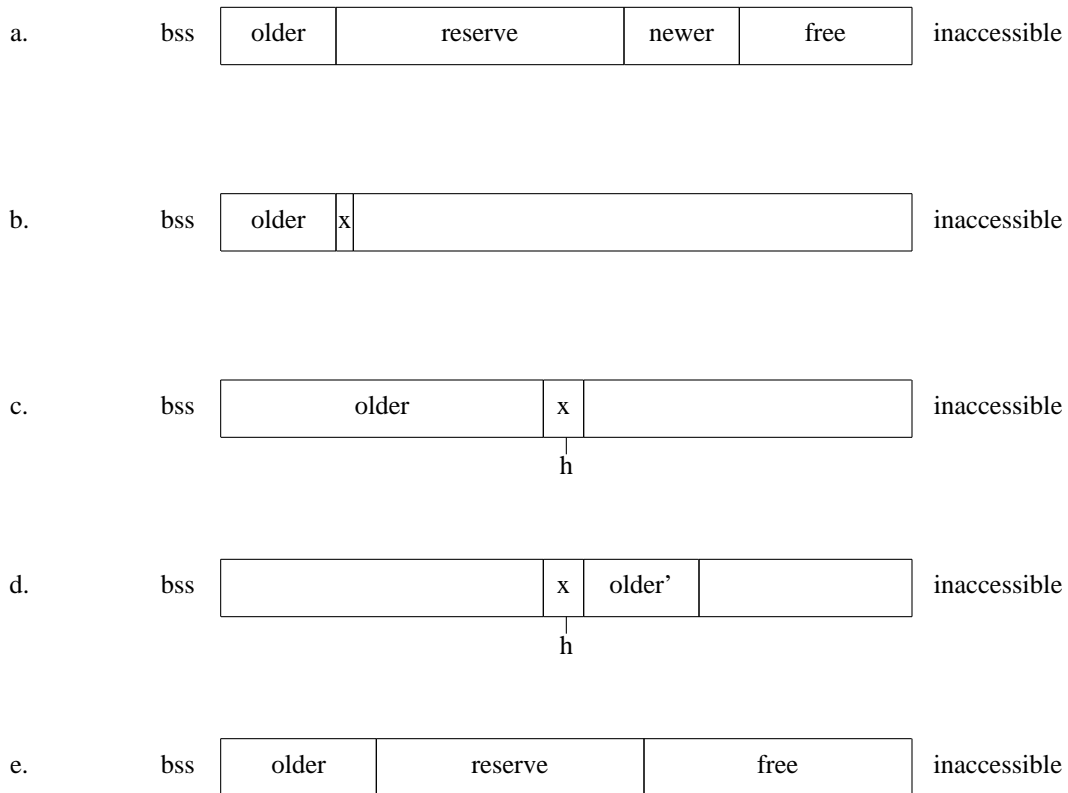 a. bss older reserve newer free inaccessible
b. bss older x inaccessible
c. bss older x inaccessible
h
d. bss x older’ inaccessible
h
e. bss older reserve free inaccessible